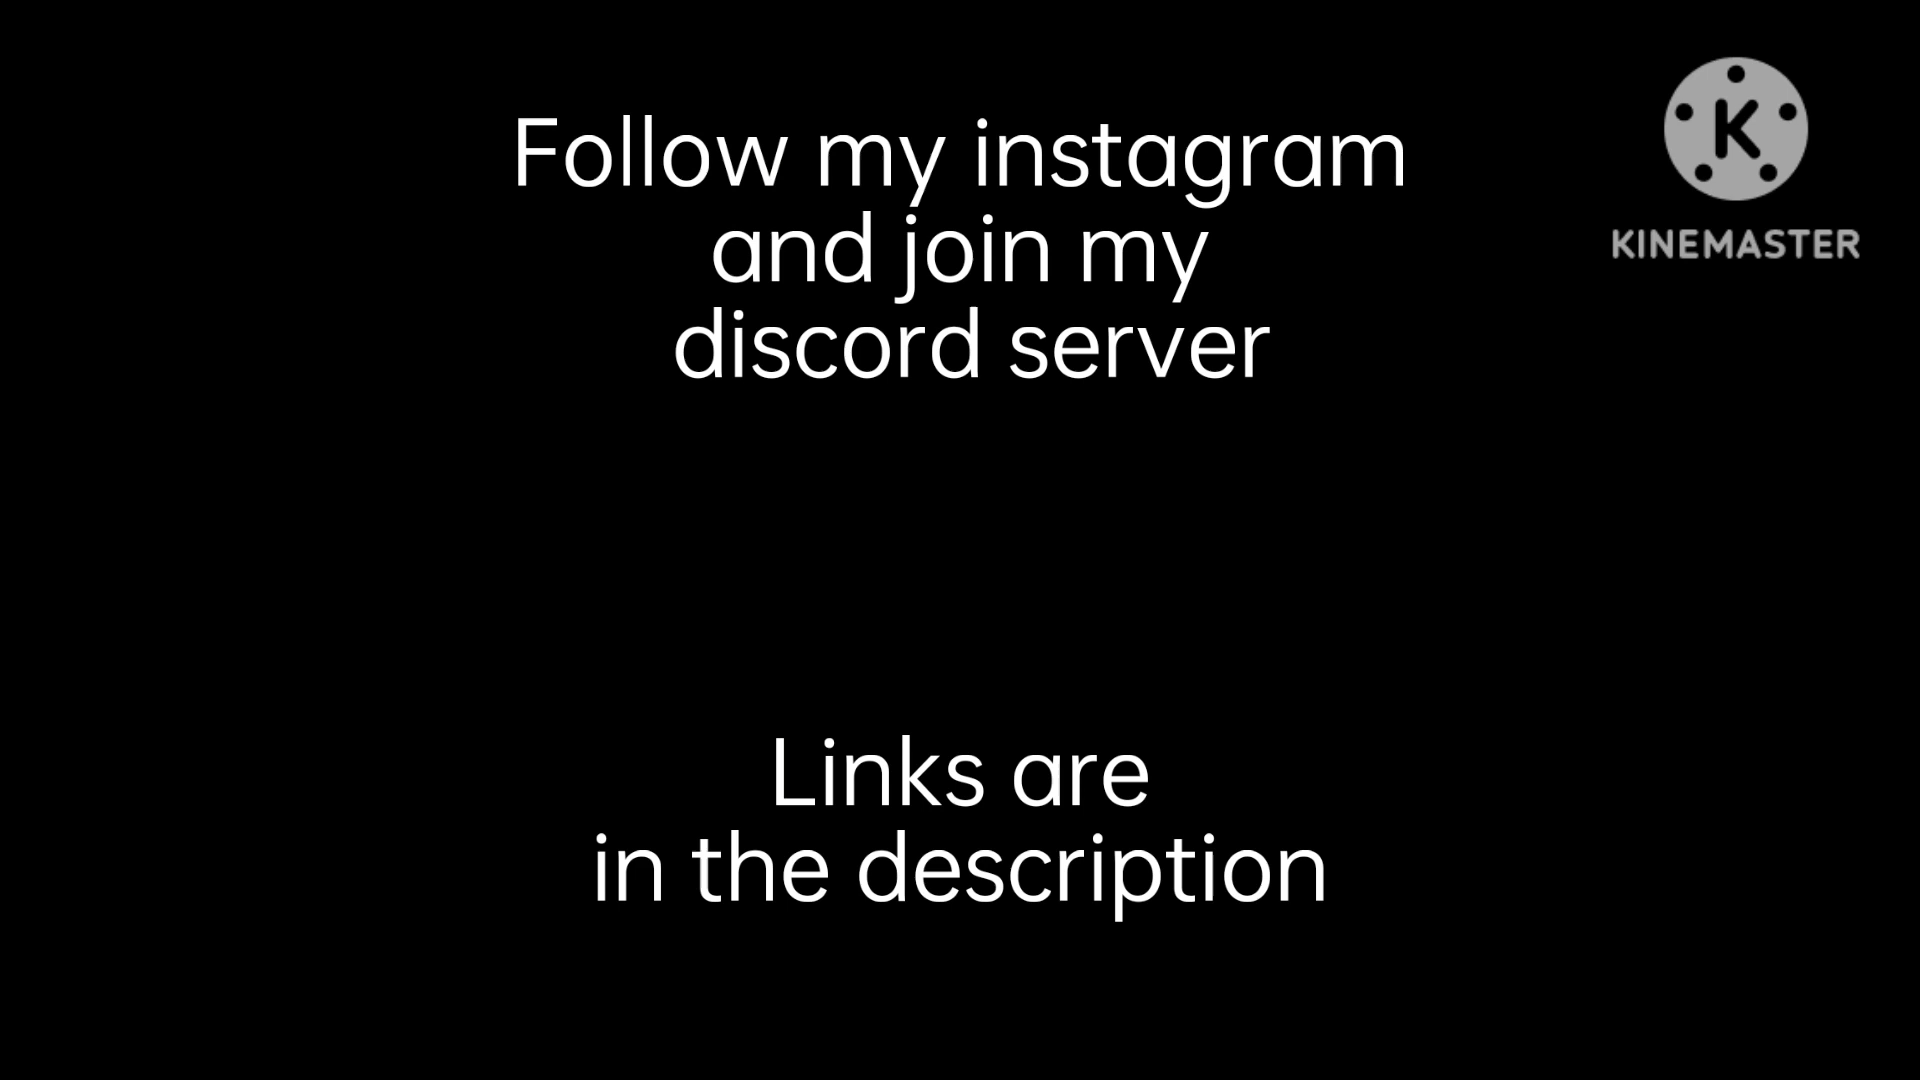 Follow my instagram
and join my
discord server
K
KINEMASTER
Links are
in the description